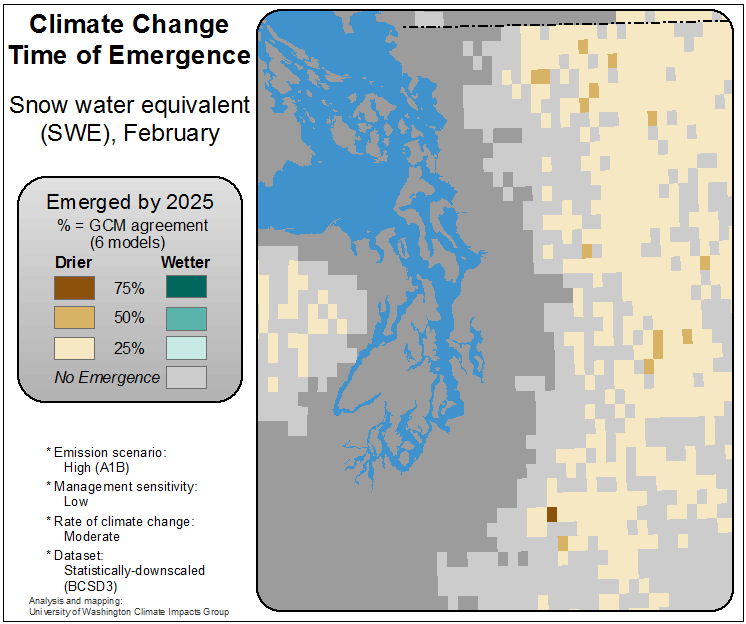 Climate Change
Time of Emergence
Snow water equivalent
(SWE), February
Emerged by 2025
% = GCM agreement
(6 models)
Drier Wetter
75%
50%
25%
No Emergence
* Emission scenario:
High (A1B)
* Management sensitivity:
Low
* Rate of climate change:
Moderate
* Dataset:
Statistically-downscaled
(BCSD3)
Analysis and mapping:
University of Washington Climate Impacts Group